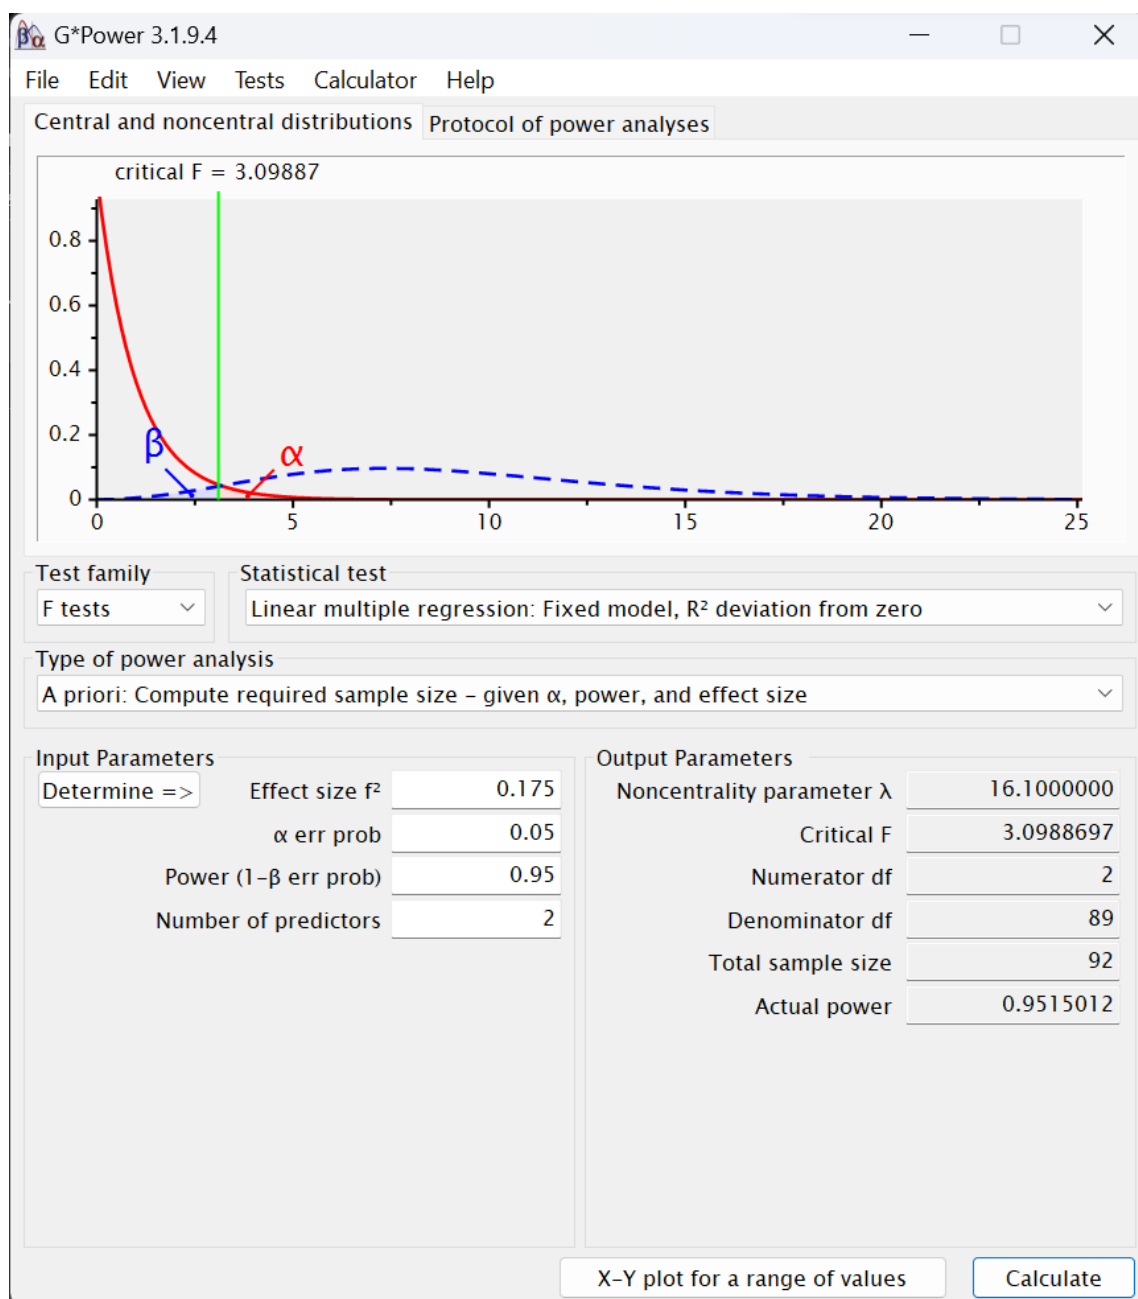 G*Power 3.1.9.4
File Edit View Tests Calculator Help
Central and noncentral distributions Protocol of power analyses
critical F = 3.09887
0.8
0.6
0.4
0.2
β
α
0
0 5 10 15 20 25
Test family Statistical test
F tests Linear multiple regression: Fixed model, R² deviation from zero
Type of power analysis
A priori: Compute required sample size – given α, power, and effect size
Input Parameters Output Parameters
Determine => Effect size f² 0.175 Noncentrality parameter λ 16.1000000
α err prob 0.05 Critical F 3.0988697
Power (1–β err prob) 0.95 Numerator df 2
Number of predictors 2 Denominator df 89
Total sample size 92
Actual power 0.9515012
X–Y plot for a range of values Calculate